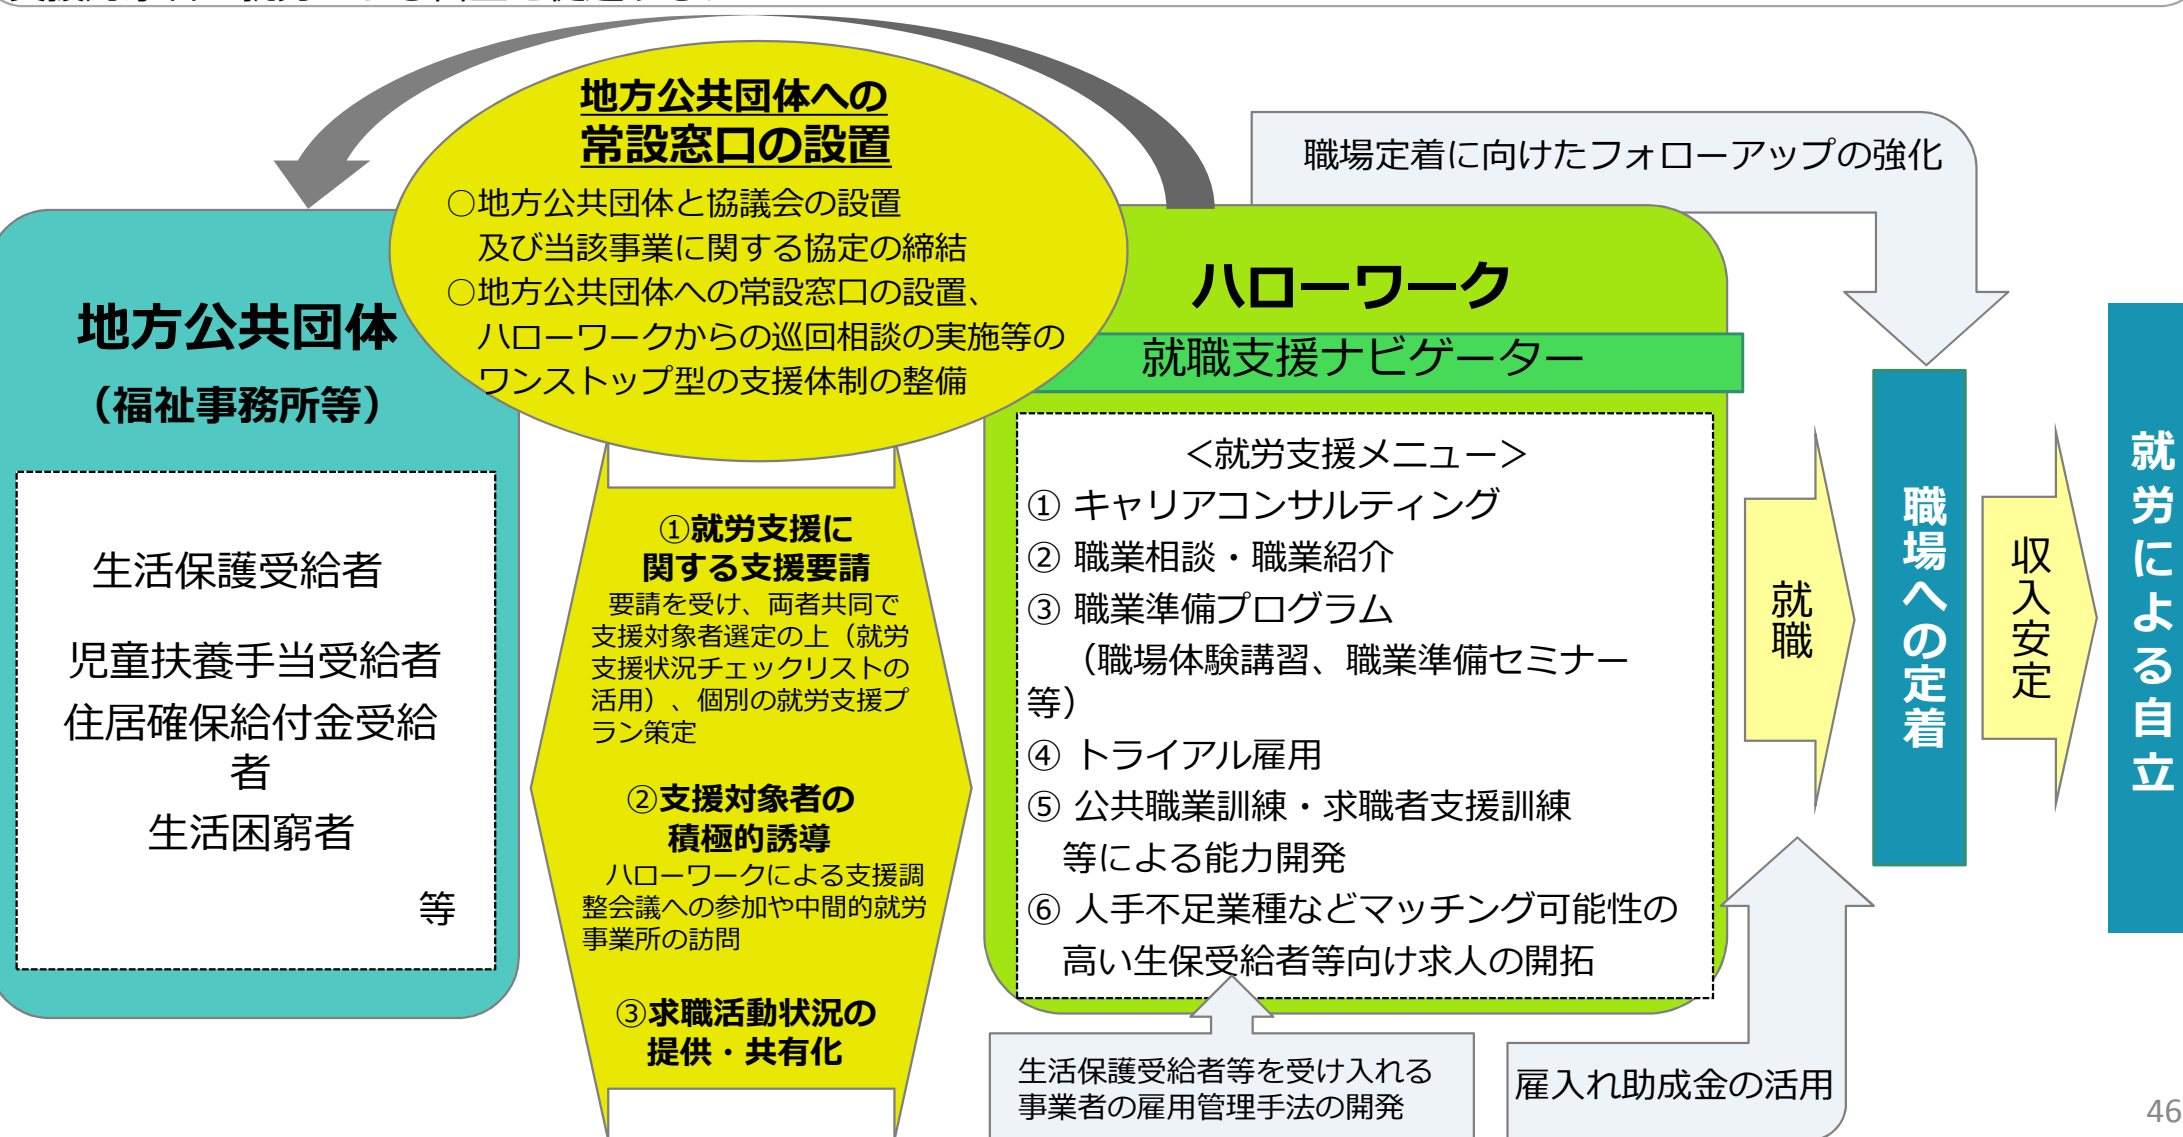 地方公共団体への
常設窓口の設置
○地方公共団体と協議会の設置
及び当該事業に関する協定の締結
○地方公共団体への常設窓口の設置、
ハローワークからの巡回相談の実施等の
ワンストップ型の支援体制の整備
地方公共団体
（福祉事務所等）
生活保護受給者
児童扶養手当受給者
住居確保給付金受給
者
生活困窮者
等
①就労支援に
関する支援要請
要請を受け、両者共同で
支援対象者選定の上（就労
支援状況チェックリストの
活用）、個別の就労支援プ
ラン策定
②支援対象者の
積極的誘導
ハローワークによる支援調
整会議への参加や中間的就労
事業所の訪問
③求職活動状況の
提供・共有化
ハローワーク
就職支援ナビゲーター
＜就労支援メニュー＞
① キャリアコンサルティング
② 職業相談・職業紹介
③ 職業準備プログラム
（職場体験講習、職業準備セミナー
等）
④ トライアル雇用
⑤ 公共職業訓練・求職者支援訓練
等による能力開発
⑥ 人手不足業種などマッチング可能性の
高い生保受給者等向け求人の開拓
生活保護受給者等を受け入れる
事業者の雇用管理手法の開発
雇入れ助成金の活用
職場定着に向けたフォローアップの強化
就職
職場への定着
収入安定
就労による自立
46